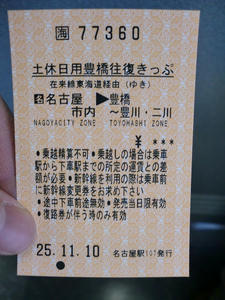 海 77360
土休日用豊橋往復きっぷ
在来線東海道経由(ゆき)
名 名古屋 ▶豊橋
市内 ～豊川・二川
NAGOYACITY ZONE TOYOHASHI ZONE
¥ ***
・乗越精算不可・乗越しの場合は乗車
駅から下車駅までの所定の運賃との差
額が必要・新幹線を利用の際は乗車前
に新幹線変更券をお求め下さい
・途中下車前途無効・発売当日限有効
・復路券が伴う時のみ有効
25.11.10 名古屋駅107発行